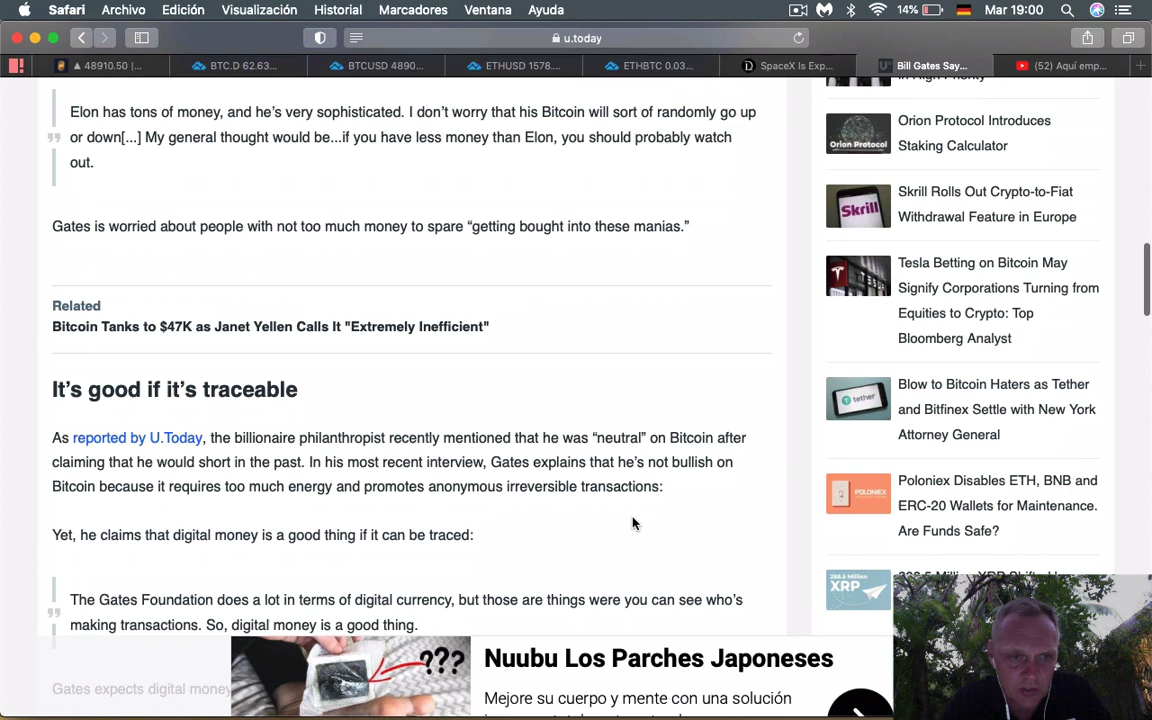 Safari Archivo Edición Visualización Historial Marcadores Ventana Ayuda 14% Mar 19:00
u.today
▲ 48910.50 |...
BTC.D 62.63...
BTCUSD 4890...
ETHUSD 1578....
ETHBTC 0.03...
SpaceX Is Exp...
Bill Gates Say...
(52) Aquí emp...
Elon has tons of money, and he's very sophisticated. I don't worry that his Bitcoin will sort of randomly go up
or down[...] My general thought would be...if you have less money than Elon, you should probably watch
out.
Gates is worried about people with not too much money to spare “getting bought into these manias.”
Related
Bitcoin Tanks to $47K as Janet Yellen Calls It "Extremely Inefficient"
It's good if it's traceable
As reported by U.Today, the billionaire philanthropist recently mentioned that he was “neutral” on Bitcoin after
claiming that he would short in the past. In his most recent interview, Gates explains that he's not bullish on
Bitcoin because it requires too much energy and promotes anonymous irreversible transactions:
Yet, he claims that digital money is a good thing if it can be traced:
The Gates Foundation does a lot in terms of digital currency, but those are things were you can see who's
making transactions. So, digital money is a good thing.
Gates expects digital money
in High Priority
Orion Protocol
Orion Protocol Introduces
Staking Calculator
Skrill
Skrill Rolls Out Crypto-to-Fiat
Withdrawal Feature in Europe
Tesla Betting on Bitcoin May
Signify Corporations Turning from
Equities to Crypto: Top
Bloomberg Analyst
tether
Blow to Bitcoin Haters as Tether
and Bitfinex Settle with New York
Attorney General
POLONIEX
Poloniex Disables ETH, BNB and
ERC-20 Wallets for Maintenance.
Are Funds Safe?
288.5 Million
XRP
???
Nuubu Los Parches Japoneses
Mejore su cuerpo y mente con una solución